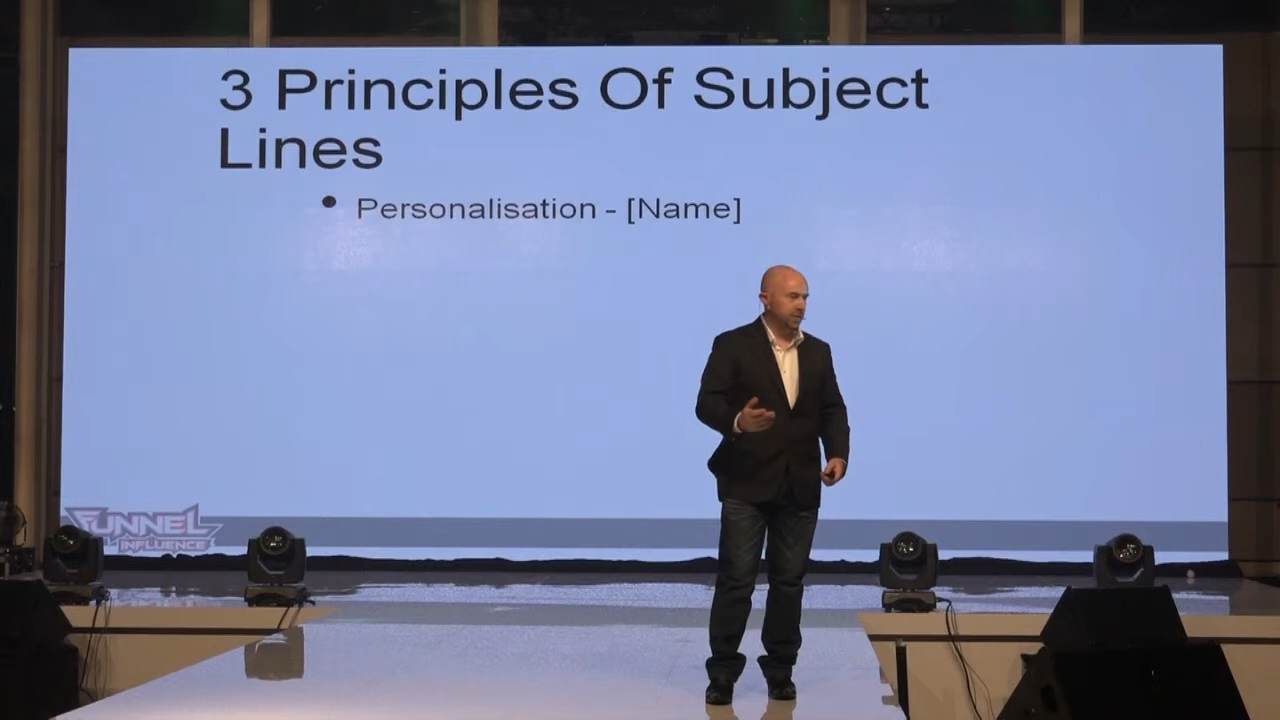 3 Principles Of Subject
Lines
• Personalisation - [Name]
FUNNEL
INFLUENCE